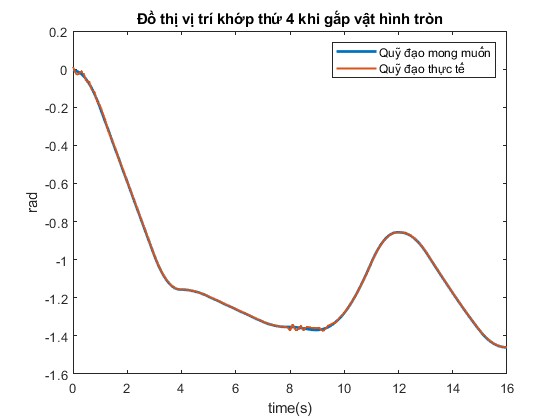 Đồ thị vị trí khớp thứ 4 khi gắp vật hình tròn
Quỹ đạo mong muốn
Quỹ đạo thực tế
0.2
0
-0.2
-0.4
-0.6
-0.8
-1
-1.2
-1.4
-1.6
rad
0 2 4 6 8 10 12 14 16
time(s)